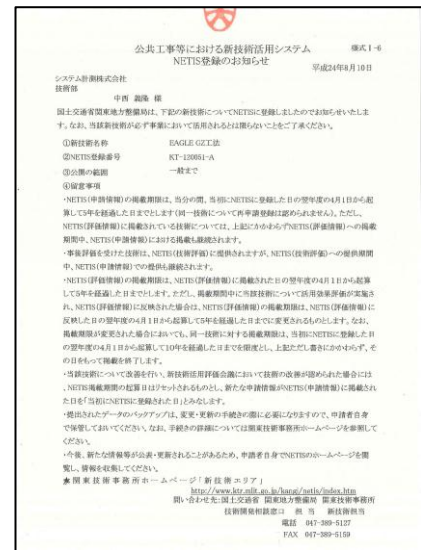 公共工事等における新技術活用システム 様式Ⅰ-6
NETIS登録のお知らせ
平成24年8月10日
システム計測株式会社
技術部
中西 義隆 様
国土交通省関東地方整備局は、下記の新技術についてNETISに登録しましたのでお知らせいたしま
す。なお、当該新技術が必ず事業において活用されるとは限らないことをご了承ください。
①新技術名称 EAGLE GZ工法
②NETIS登録番号 KT-120051-A
③公開の範囲 一般まで
④留意事項
・NETIS(申請情報)の掲載期限は、当分の間、当初にNETISに登録した日の翌年度の4月1日から起
算して5年を経過した日までとします(同一技術について再申請登録は認められません)。ただし、
NETIS(評価情報)に掲載されている技術については、上記にかかわらずNETIS(評価情報)への掲載
期間中、NETIS(申請情報)における掲載も継続されます。
・事後評価を受けた技術は、NETIS(技術評価)に提供されますが、NETIS(技術評価)への提供期間
中、NETIS(申請情報)での提供も継続されます。
・NETIS(評価情報)の掲載期限は、NETIS(評価情報)に掲載された日の翌年度の4月1日から起算
して5年を経過した日までとします。ただし、掲載期間中に当該技術について活用効果評価が実施さ
れ、NETIS(評価情報)に反映された場合は、NETIS(評価情報)の掲載期限は、NETIS(評価情報)に
反映した日の翌年度の4月1日から起算して5年を経過した日までに変更されるものとします。なお、
掲載期限が変更された場合においても、同一技術に対する掲載期限は、当初にNETISに登録した日
の翌年度の4月1日から起算して10年を経過した日までを限度とし、上記ただし書きにかかわらず、そ
の日をもって掲載を終了します。
・当該技術について改善を行い、新技術活用評価会議において技術の改善が認められた場合には
、NETIS掲載期間の起算日はリセットされるものとし、新たな申請情報がNETIS(申請情報)に掲載され
た日を「当初にNETISに登録された日」とみなします。
・提出されたデータのバックアップは、変更・更新の手続きの際に必要になりますので、申請者自身
で保管しておいてください。なお、手続きの詳細については関東技術事務所ホームページを参照して
ください。
・今後、新たな情報等が公表・更新されることがあるため、申請者自身でNETISのホームページを閲
覧し、情報を収集してください。
★関東技術事務所ホームページ「新技術エリア」
http://www.ktr.mlit.go.jp/kangi/netis/index.htm
問い合わせ先:国土交通省 関東地方整備局 関東技術事務所
技術開発相談窓口 担 当 新技術担当
電話 047-389-5127
FAX 047-389-5159